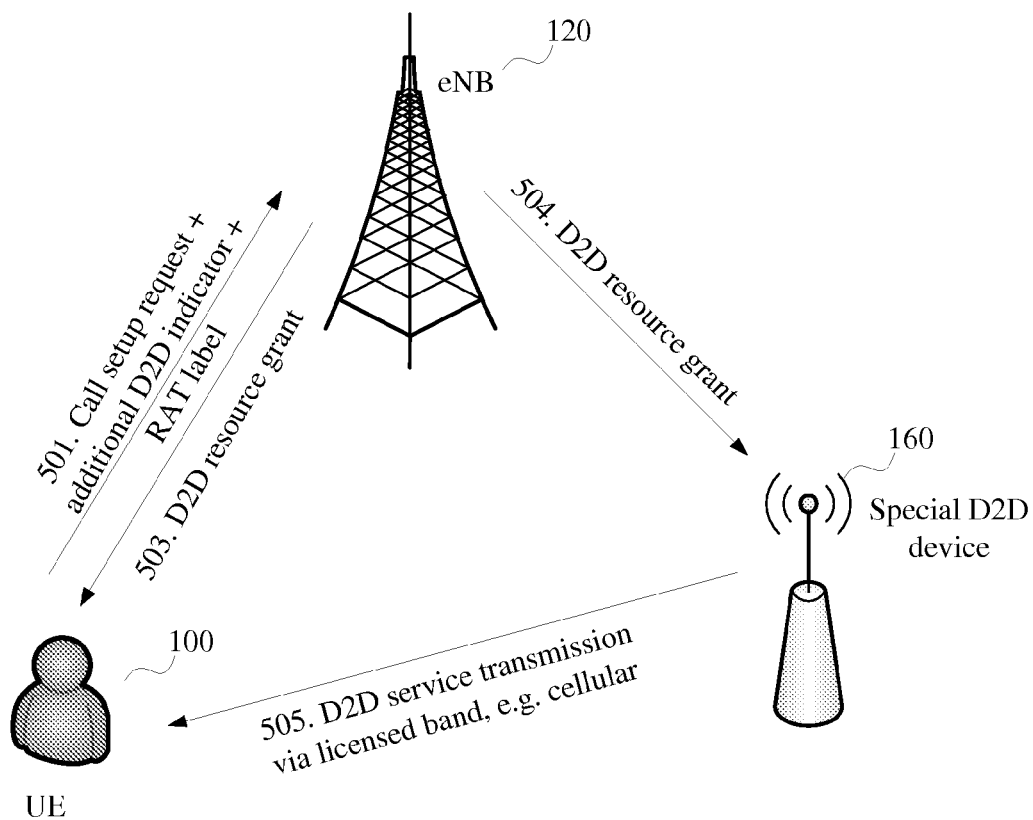 120
eNB
501. Call setup request +
additional D2D indicator +
RAT label
503. D2D resource grant
504. D2D resource grant
160
Special D2D
device
100
505. D2D service transmission
via licensed band, e.g. cellular
UE